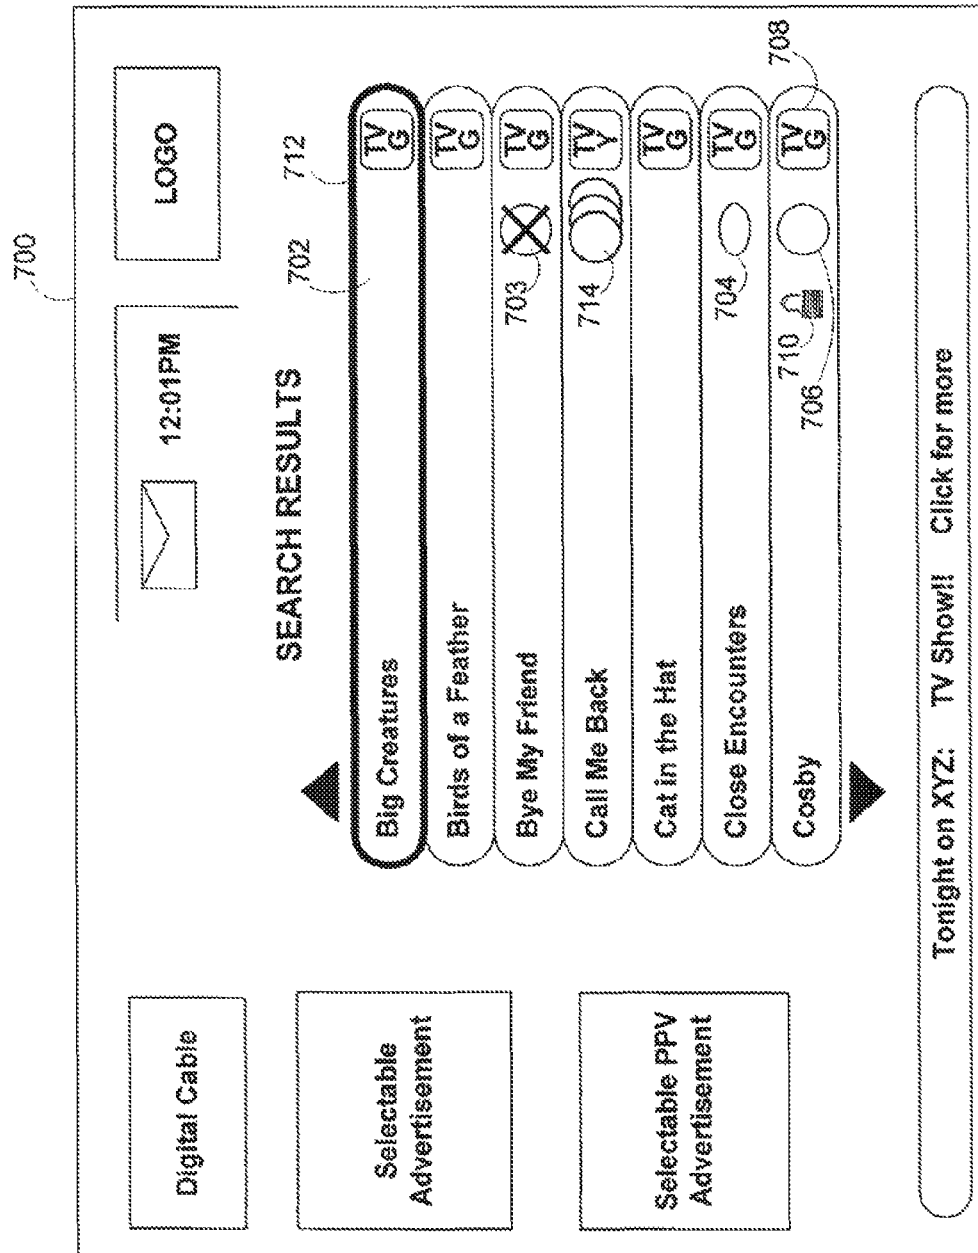 700
Digital Cable
12:01PM
LOGO
SEARCH RESULTS
712
702
Selectable
Advertisement
Selectable PPV
Advertisement
Big Creatures
TV
G
Birds of a Feather
TV
G
Bye My Friend
703
TV
G
Call Me Back
714
TV
Y
Cat in the Hat
TV
G
Close Encounters
704
TV
G
Cosby
710
706
TV
G
708
Tonight on XYZ: TV Show!! Click for more